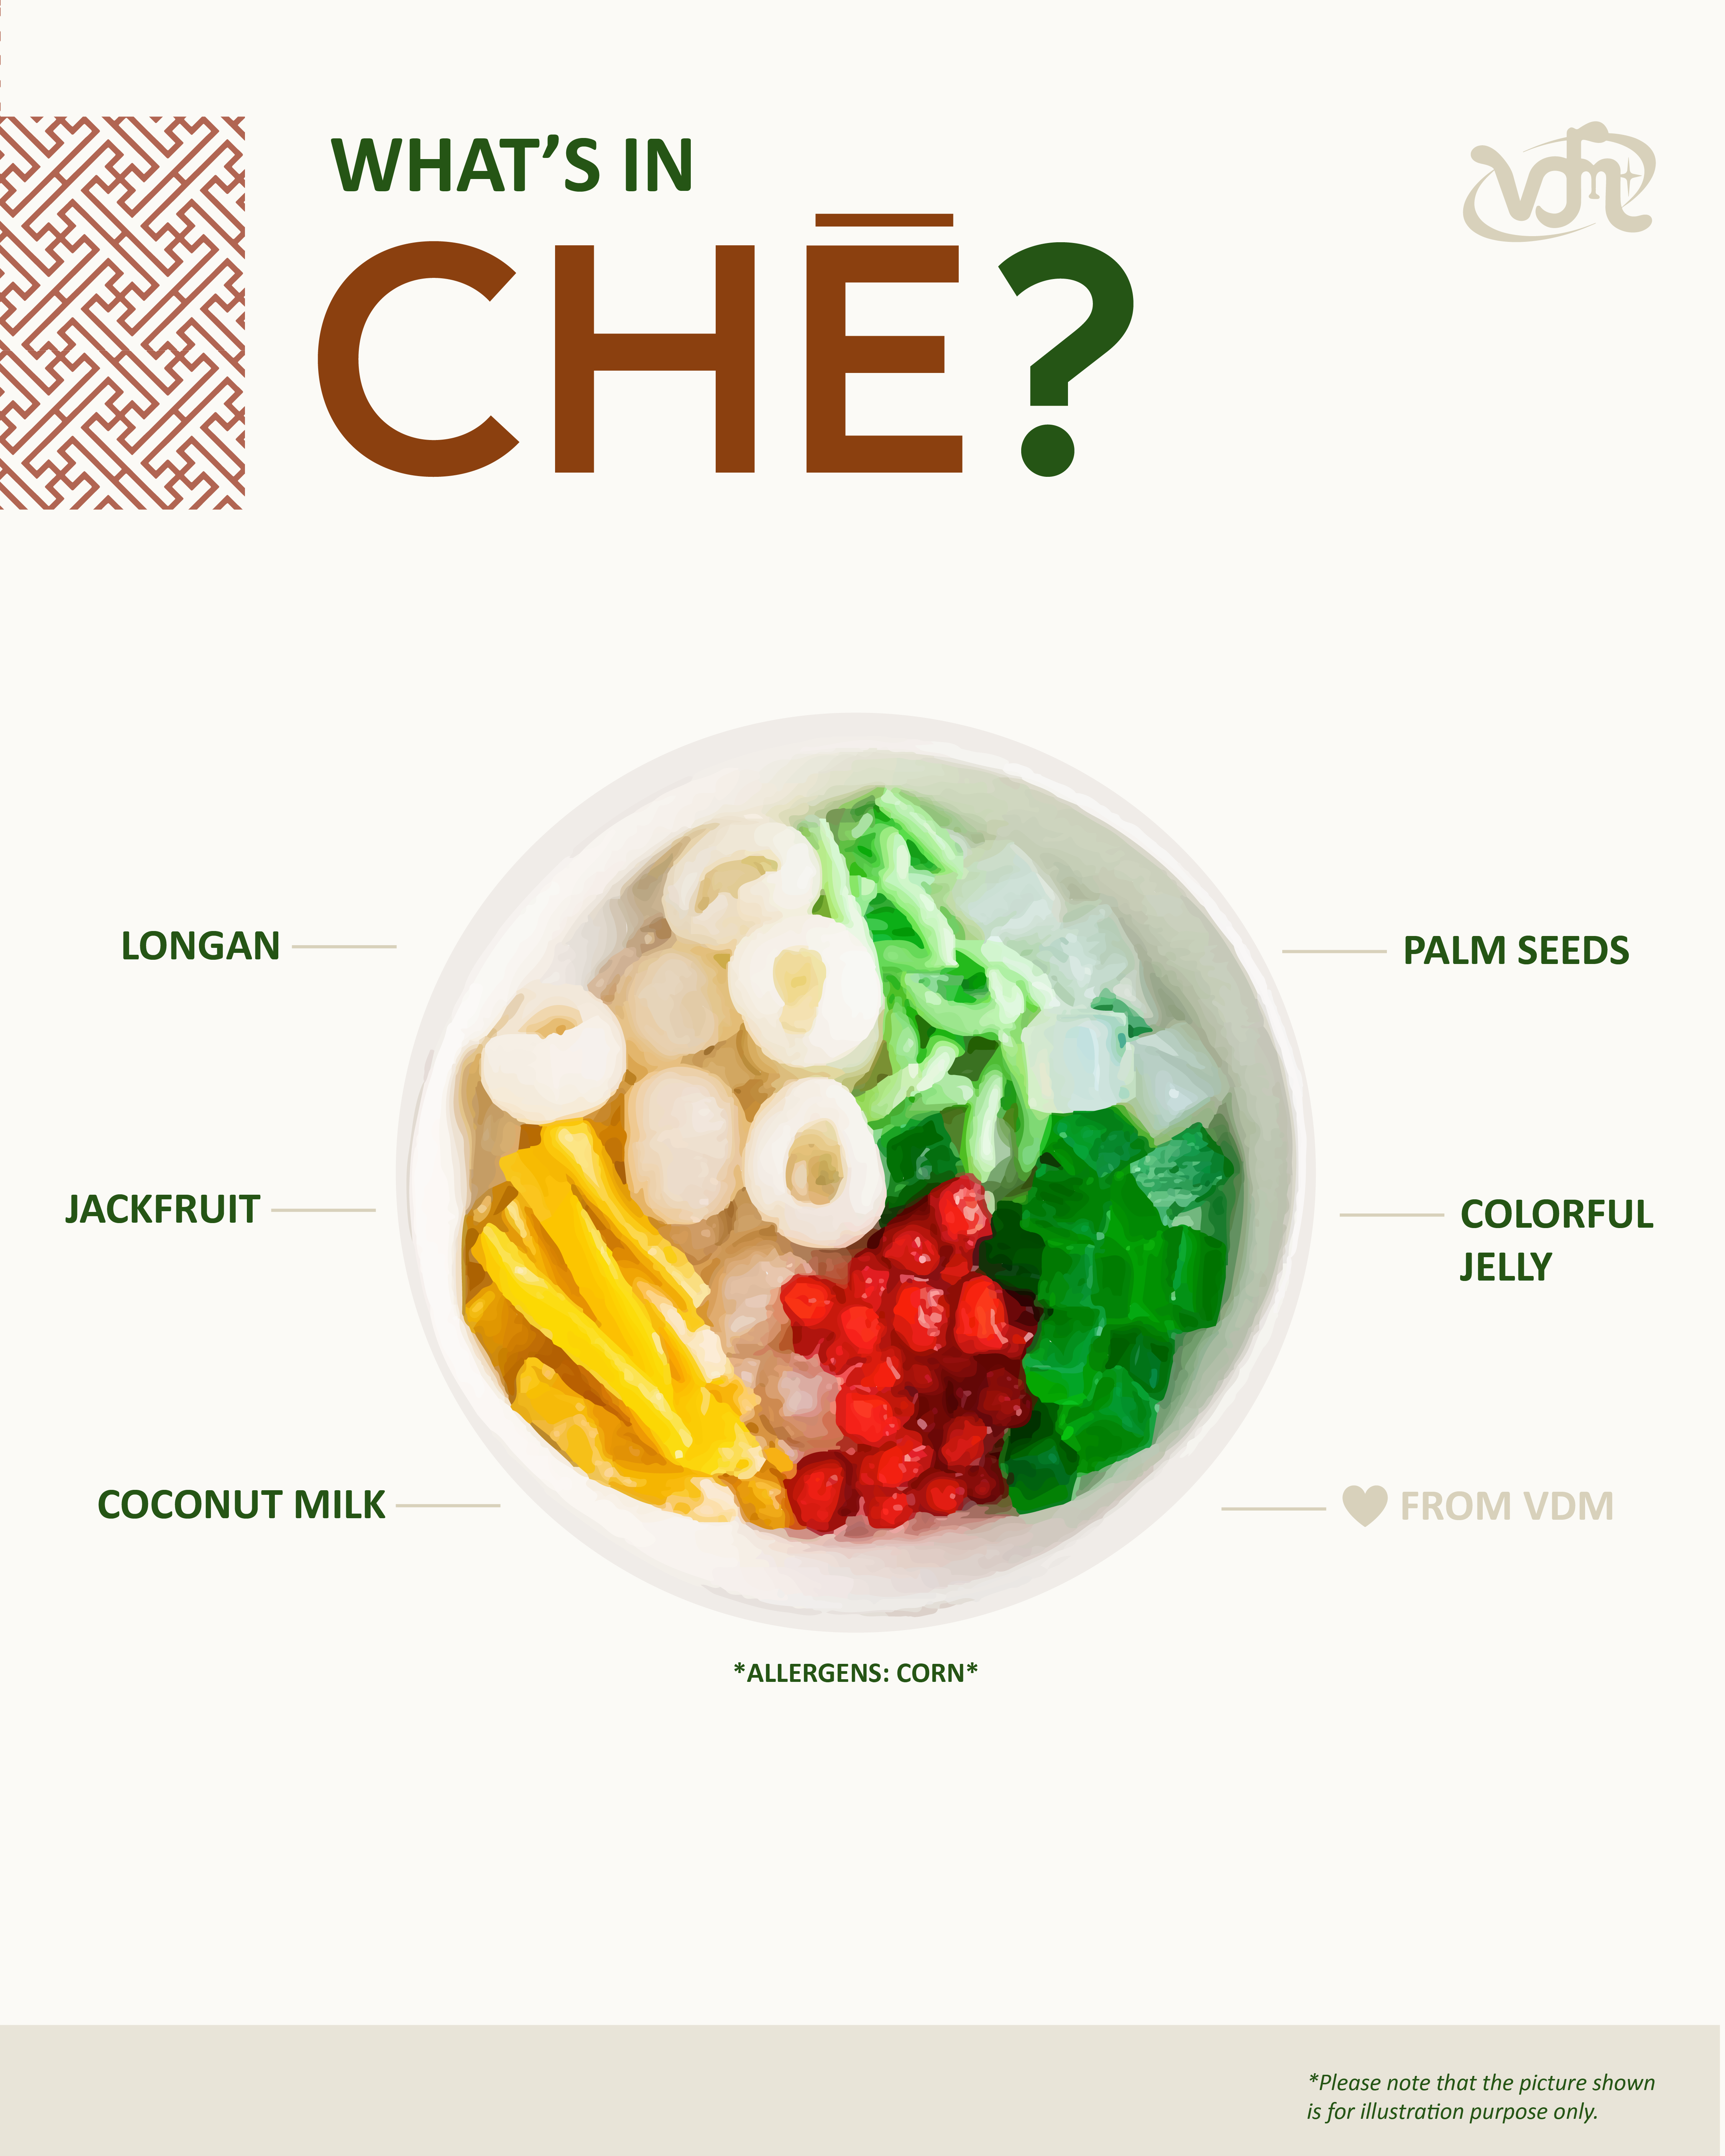 WHAT’S IN
CHĒ?
vdm
LONGAN
PALM SEEDS
JACKFRUIT
COLORFUL
JELLY
COCONUT MILK
♥ FROM VDM
*ALLERGENS: CORN*
*Please note that the picture shown
is for illustration purpose only.